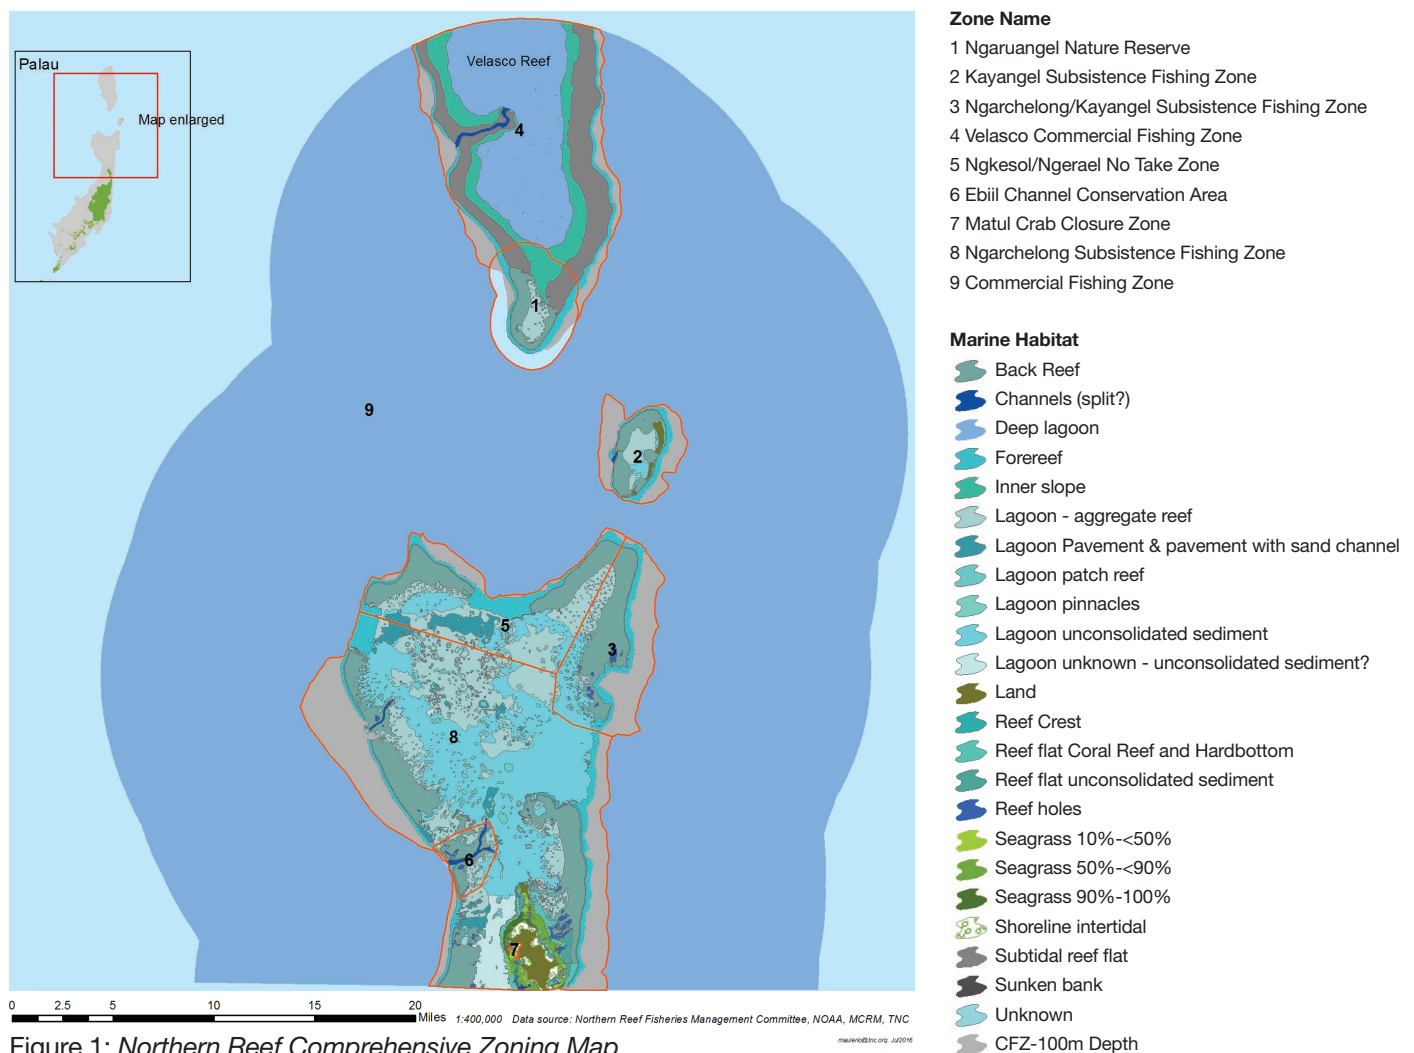 Palau
Map enlarged
Velasco Reef
4
1
9
2
5
3
8
6
7
0 2.5 5 10 15 20
Miles 1:400,000 Data source: Northern Reef Fisheries Management Committee, NOAA, MCRM, TNC
Figure 1: Northern Reef Comprehensive Zoning Map
Zone Name
1 Ngaruangel Nature Reserve
2 Kayangel Subsistence Fishing Zone
3 Ngarchelong/Kayangel Subsistence Fishing Zone
4 Velasco Commercial Fishing Zone
5 Ngkesol/Ngerael No Take Zone
6 Ebiil Channel Conservation Area
7 Matul Crab Closure Zone
8 Ngarchelong Subsistence Fishing Zone
9 Commercial Fishing Zone
Marine Habitat
Back Reef
Channels (split?)
Deep lagoon
Forereef
Inner slope
Lagoon - aggregate reef
Lagoon Pavement & pavement with sand channel
Lagoon patch reef
Lagoon pinnacles
Lagoon unconsolidated sediment
Lagoon unknown - unconsolidated sediment?
Land
Reef Crest
Reef flat Coral Reef and Hardbottom
Reef flat unconsolidated sediment
Reef holes
Seagrass 10%-<50%
Seagrass 50%-<90%
Seagrass 90%-100%
Shoreline intertidal
Subtidal reef flat
Sunken bank
Unknown
CFZ-100m Depth